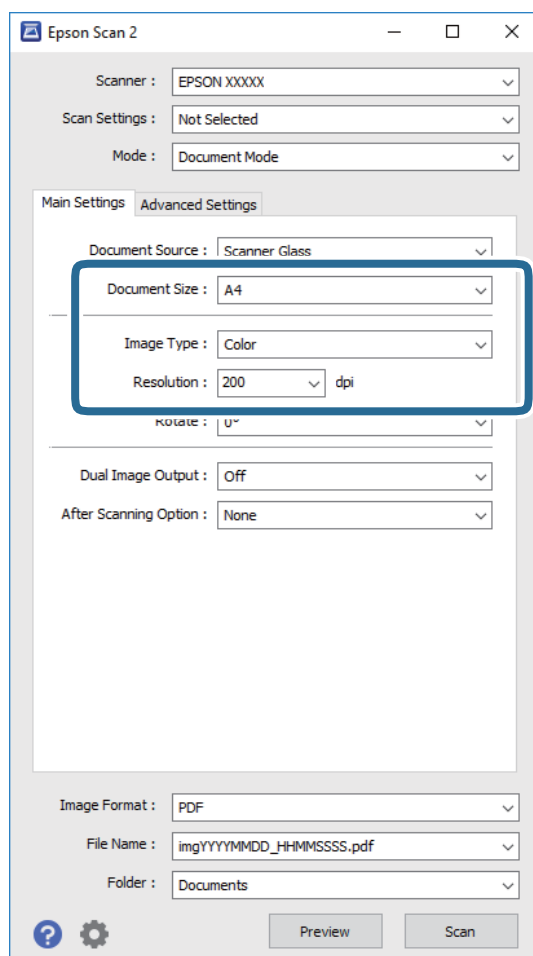 Epson Scan 2
Scanner : EPSON XXXXX
Scan Settings : Not Selected
Mode : Document Mode
Main Settings Advanced Settings
Document Source : Scanner Glass
Document Size : A4
Image Type : Color
Resolution : 200 dpi
Rotate : 0°
Dual Image Output : Off
After Scanning Option : None
Image Format : PDF
File Name : imgYYYYMMDD_HHMMSSSS.pdf
Folder : Documents
? Preview Scan